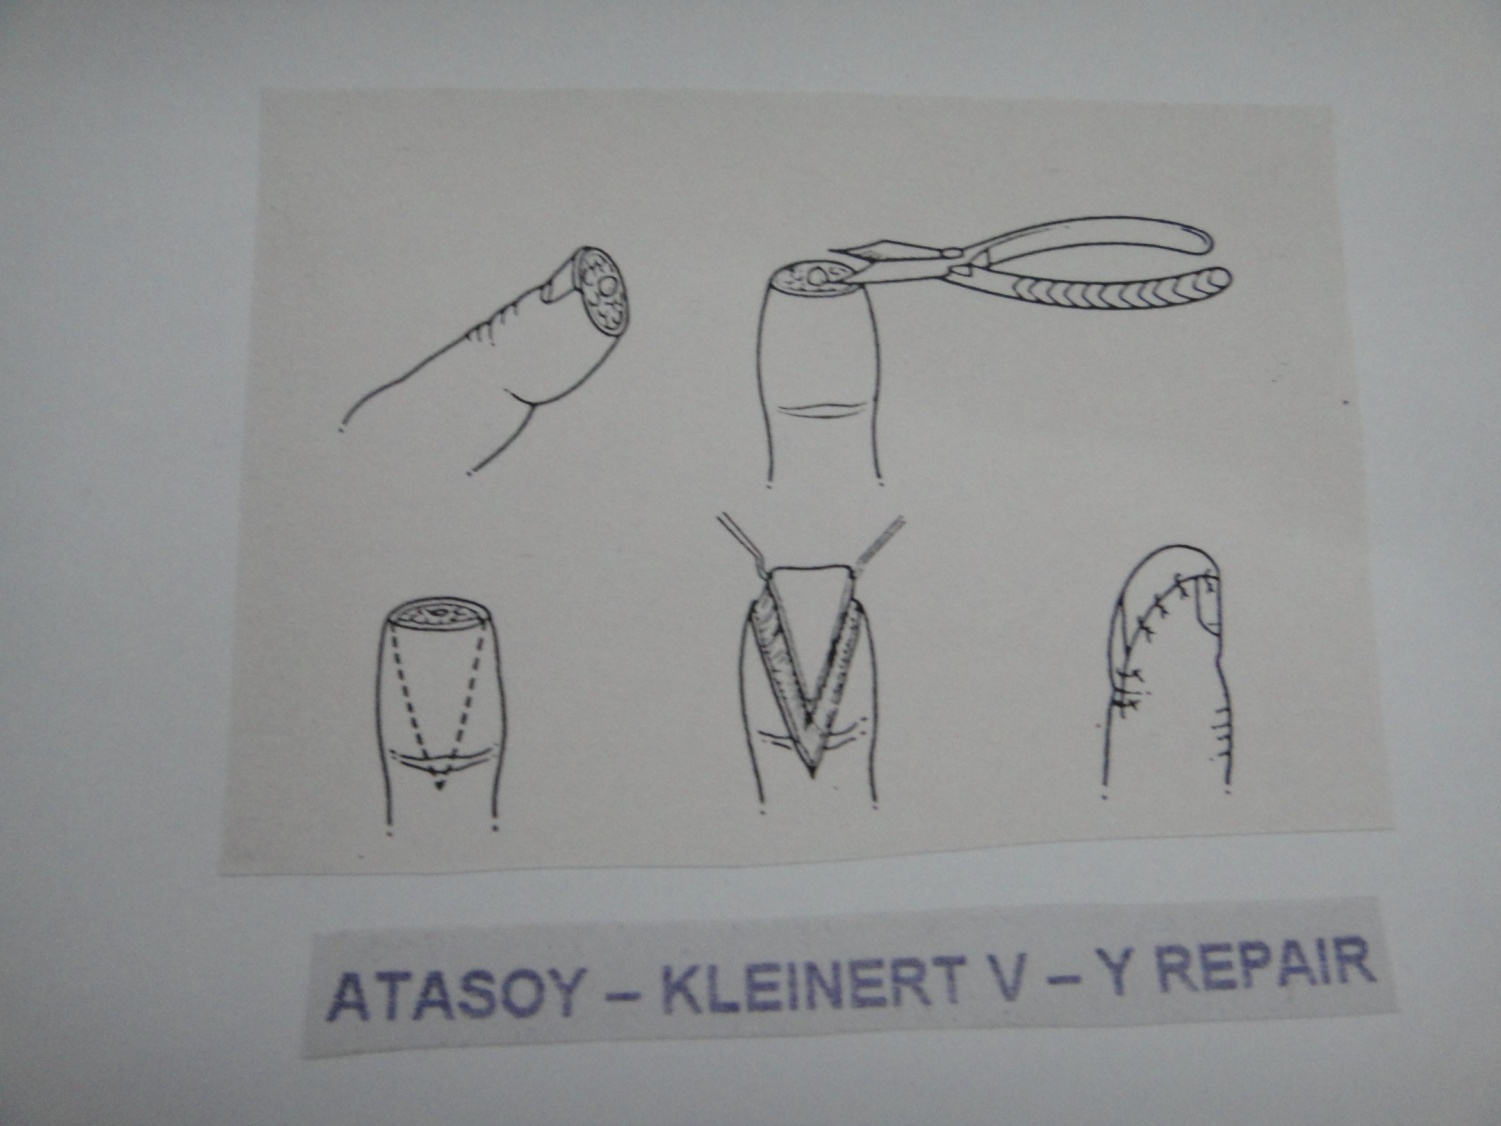 ATASOY – KLEINERT V – Y REPAIR